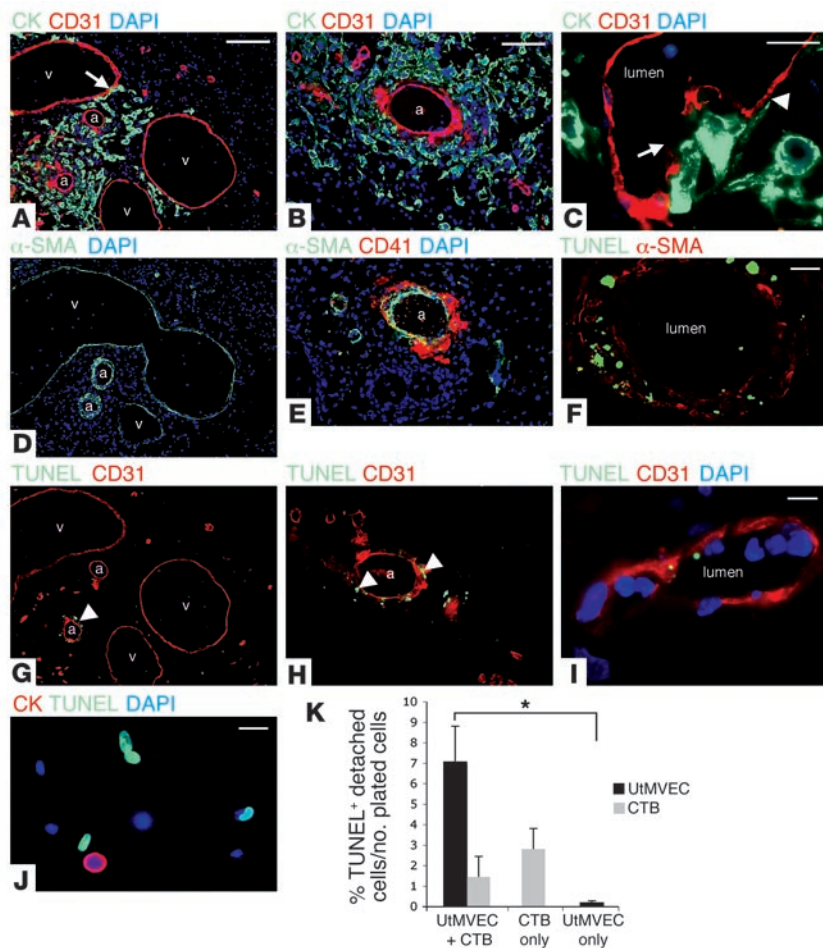 CK CD31 DAPI
v
a
a
v
v
A
CK CD31 DAPI
a
B
CK CD31 DAPI
lumen
C
α-SMA DAPI
v
a
a
v
D
α-SMA CD41 DAPI
a
E
TUNEL α-SMA
lumen
F
TUNEL CD31
v
a
a
v
v
G
TUNEL CD31
a
H
TUNEL CD31 DAPI
lumen
I
CK TUNEL DAPI
J
K
% TUNEL+ detached
cells/no. plated cells
10
9
8
7
6
5
4
3
2
1
0
*
UtMVEC
CTB
UtMVEC
+ CTB
CTB
only
UtMVEC
only